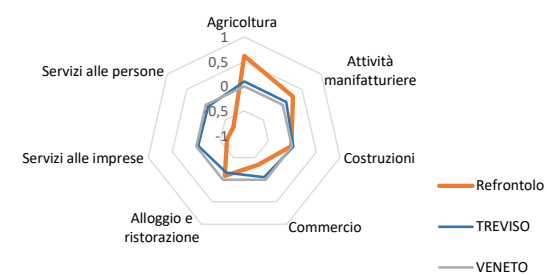 Agricoltura
1
0,5
0
0,5
-1
Attività
manifatturiere
Costruzioni
Commercio
Alloggio e
ristorazione
Servizi alle imprese
Servizi alle persone
Refrontolo
TREVISO
VENETO